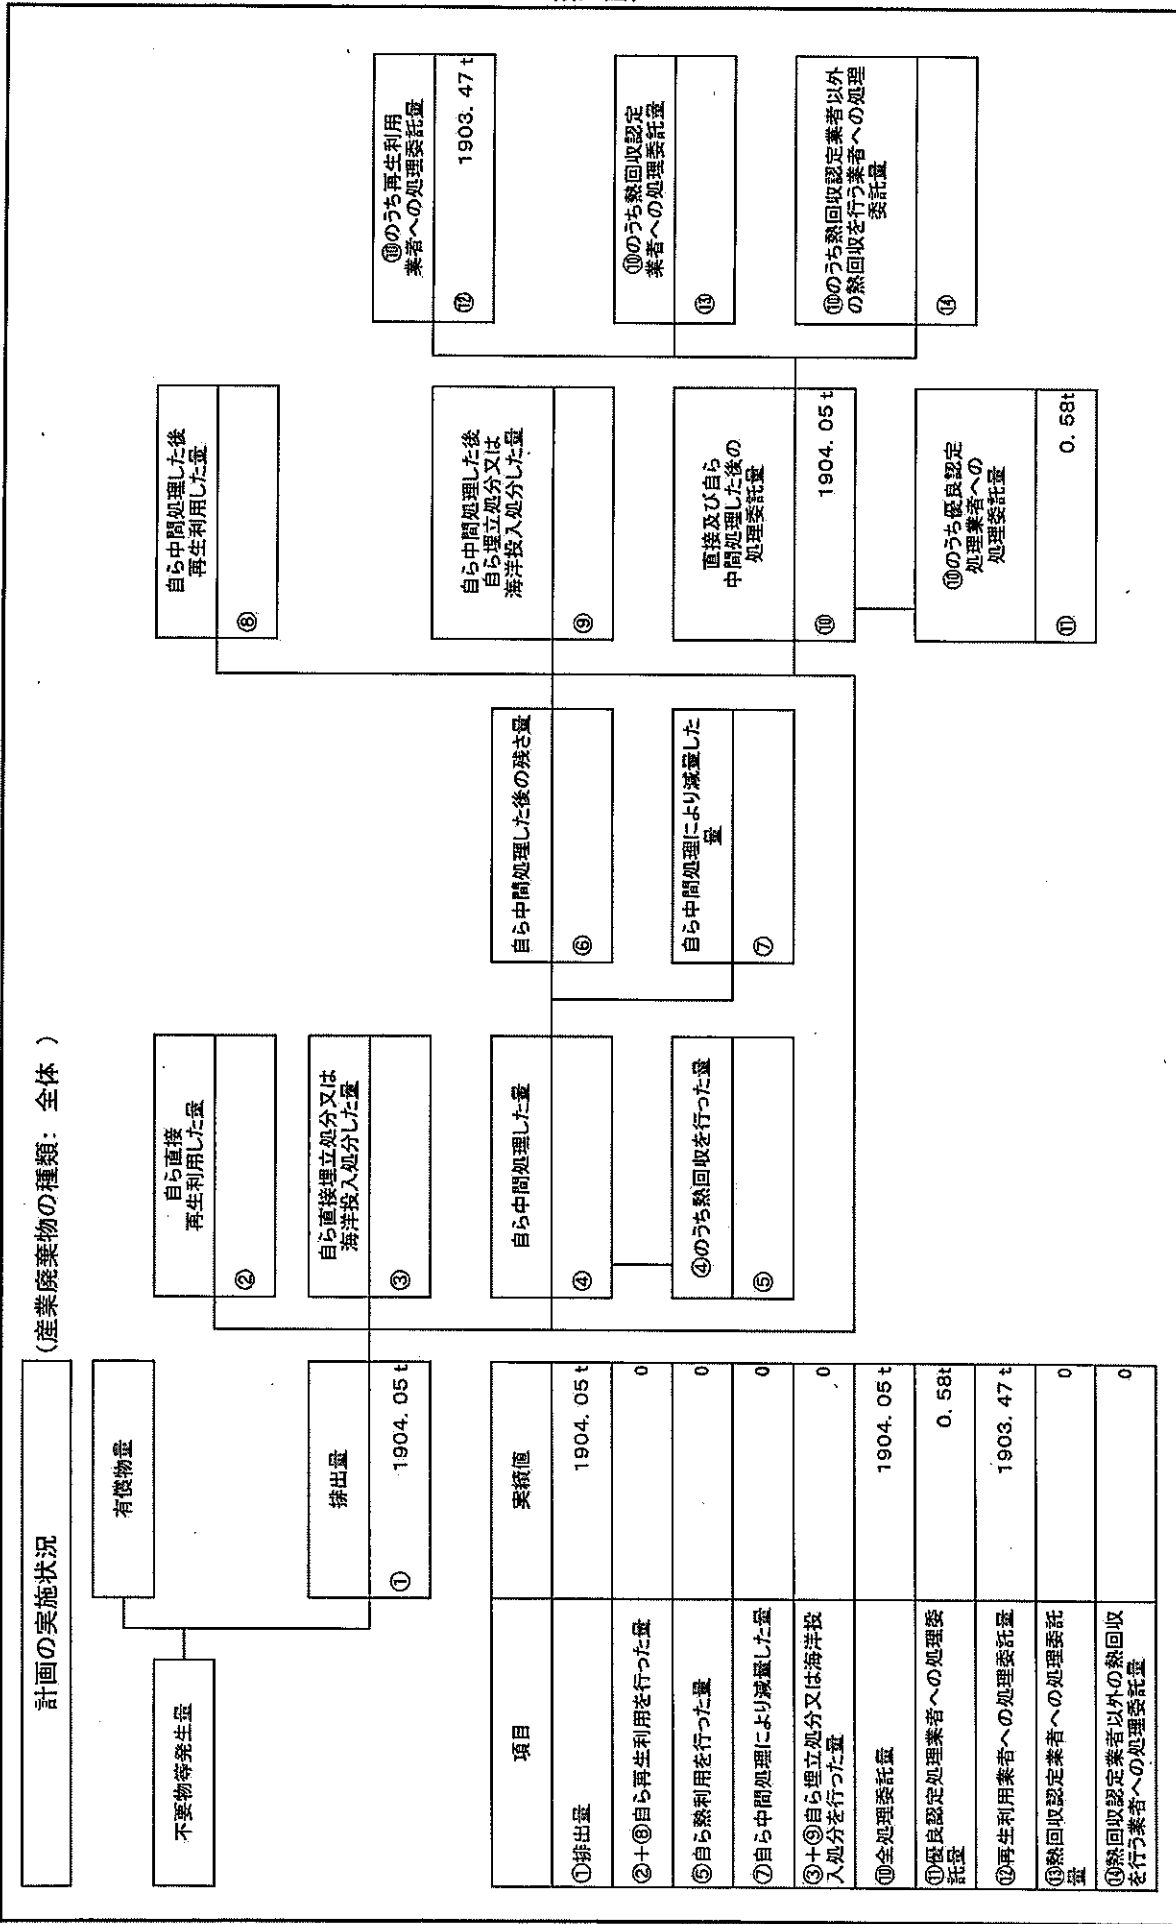 計画の実施状況
(産業廃棄物の種類: 全体 )
不要物等発生量
有償物量
排出量
① 1904. 05 t
自ら直接
再生利用した量
②
自ら直接埋立処分又は
海洋投入処分した量
③
自ら中間処理した量
④
④のうち熱回収を行った量
⑤
自ら中間処理した後の残さ量
⑥
自ら中間処理により減量した
量
⑦
自ら中間処理した後
再生利用した量
⑧
自ら中間処理した後
自ら埋立処分又は
海洋投入処分した量
⑨
直接及び自ら
中間処理した後の
処理委託量
⑩ 1904. 05 t
⑩のうち優良認定
処理業者への
処理委託量
⑪ 0. 58t
⑩のうち再生利用
業者への処理委託量
⑫ 1903. 47 t
⑩のうち熱回収認定
業者への処理委託量
⑬
⑩のうち熱回収認定業者以外
の熱回収を行う業者への処理
委託量
⑭
項目 実績値
①排出量 1904. 05 t
②+⑧自ら再生利用を行った量 0
⑤自ら熱利用を行った量 0
⑦自ら中間処理により減量した量 0
③+⑨自ら埋立処分又は海洋投 0
入処分を行った量
⑩全処理委託量 1904. 05 t
⑪優良認定処理業者への処理委 0. 58t
託量
⑫再生利用業者への処理委託量 1903. 47 t
⑬熱回収認定業者への処理委託 0
量
⑭熱回収認定業者以外の熱回収 0
を行う業者への処理委託量